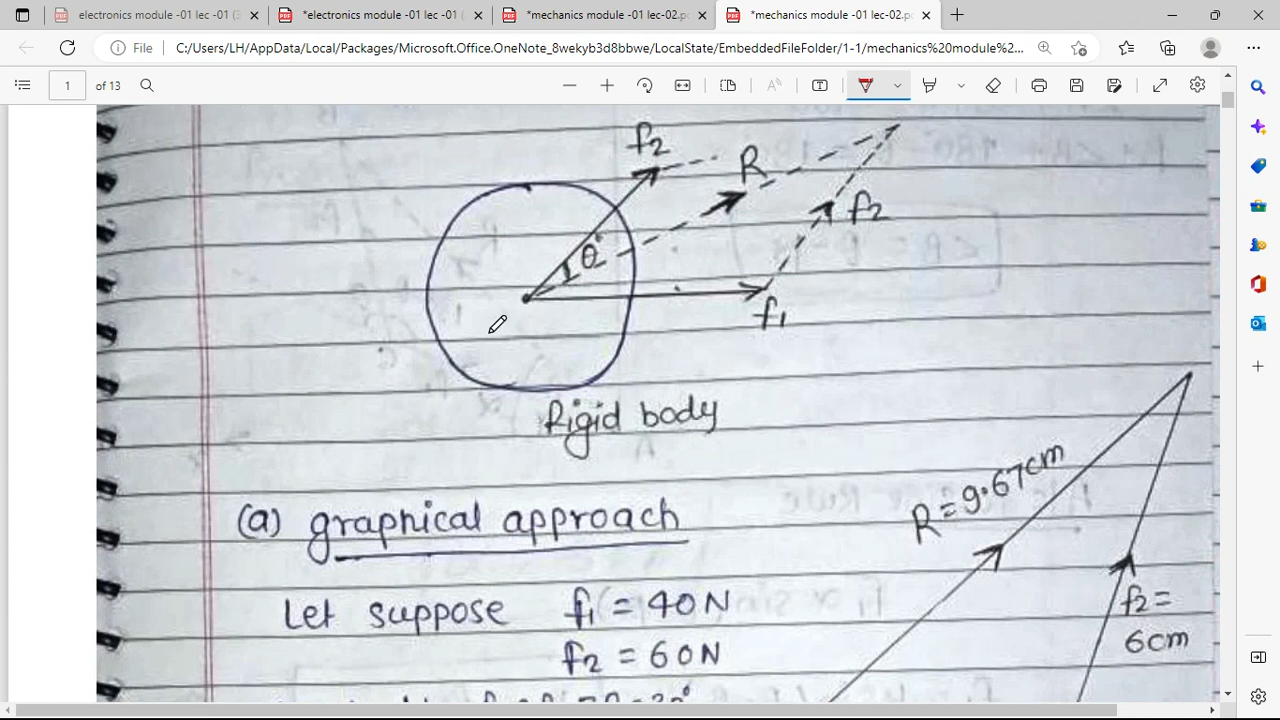 electronics module -01 lec -01 (
*electronics module -01 lec -01 (
*mechanics module -01 lec-02.p
*mechanics module -01 lec-02.p
File
C:/Users/LH/AppData/Local/Packages/Microsoft.Office.OneNote_8wekyb3d8bbwe/LocalState/EmbeddedFileFolder/1-1/mechanics%20module%2...
1 of 13
f2
R
θ
f2
f1
Rigid body
R = 9.67cm
(a) graphical approach
Let suppose f1 = 40N
f2 = 60N
f2 =
6cm